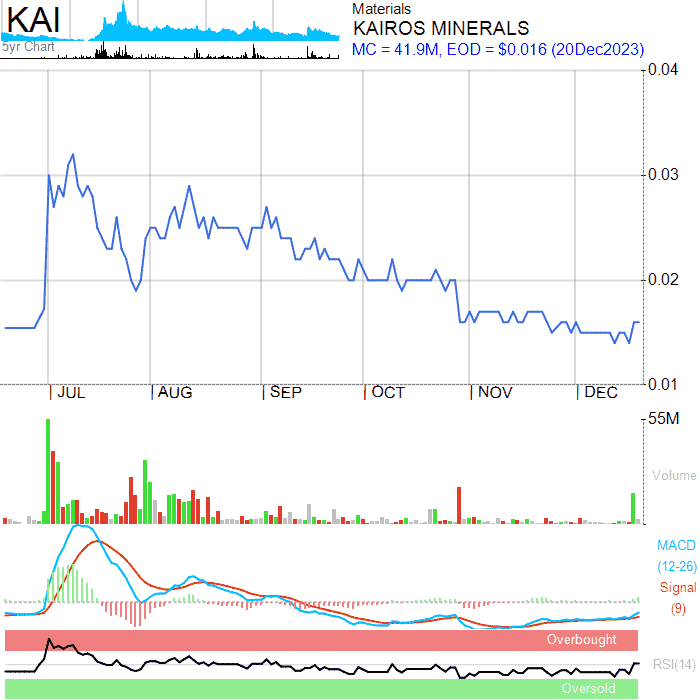 KAI
5yr Chart
Materials
KAIROS MINERALS
MC = 41.9M, EOD = $0.016 (20Dec2023)
0.04
0.03
0.02
0.01
JUL AUG SEP OCT NOV DEC
55M
Volume
MACD
(12-26)
Signal
(9)
Overbought
RSI(14)
Oversold